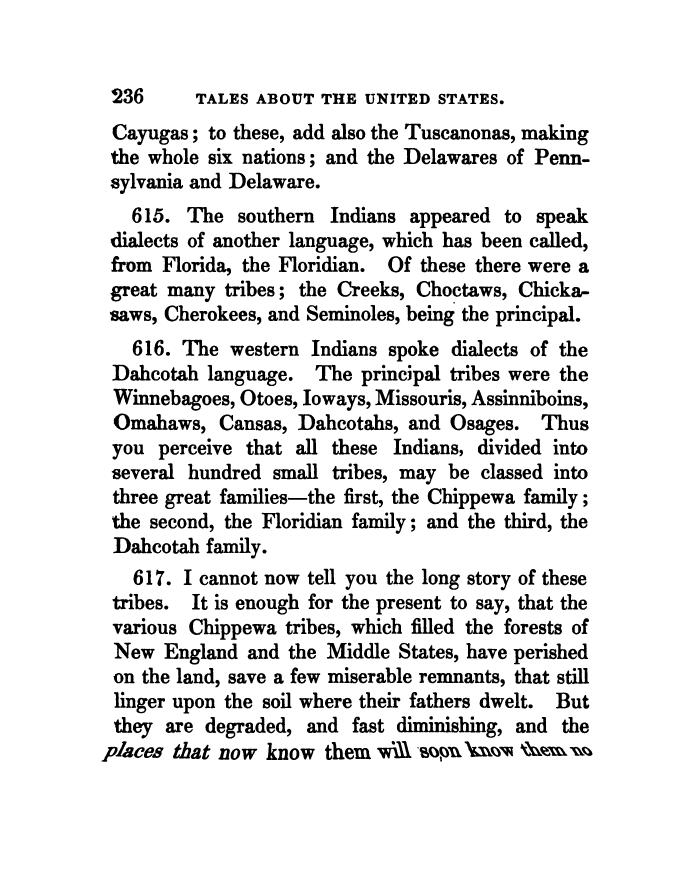 236 TALES ABOUT THE UNITED STATES.
Cayugas; to these, add also the Tuscanonas, making
the whole six nations; and the Delawares of Penn-
sylvania and Delaware.
615. The southern Indians appeared to speak
dialects of another language, which has been called,
from Florida, the Floridian. Of these there were a
great many tribes; the Creeks, Choctaws, Chicka-
saws, Cherokees, and Seminoles, being the principal.
616. The western Indians spoke dialects of the
Dahcotah language. The principal tribes were the
Winnebagoes, Otoes, Ioways, Missouris, Assinniboins,
Omahaws, Cansas, Dahcotahs, and Osages. Thus
you perceive that all these Indians, divided into
several hundred small tribes, may be classed into
three great families—the first, the Chippewa family;
the second, the Floridian family; and the third, the
Dahcotah family.
617. I cannot now tell you the long story of these
tribes. It is enough for the present to say, that the
various Chippewa tribes, which filled the forests of
New England and the Middle States, have perished
on the land, save a few miserable remnants, that still
linger upon the soil where their fathers dwelt. But
they are degraded, and fast diminishing, and the
places that now know them will soon know them no